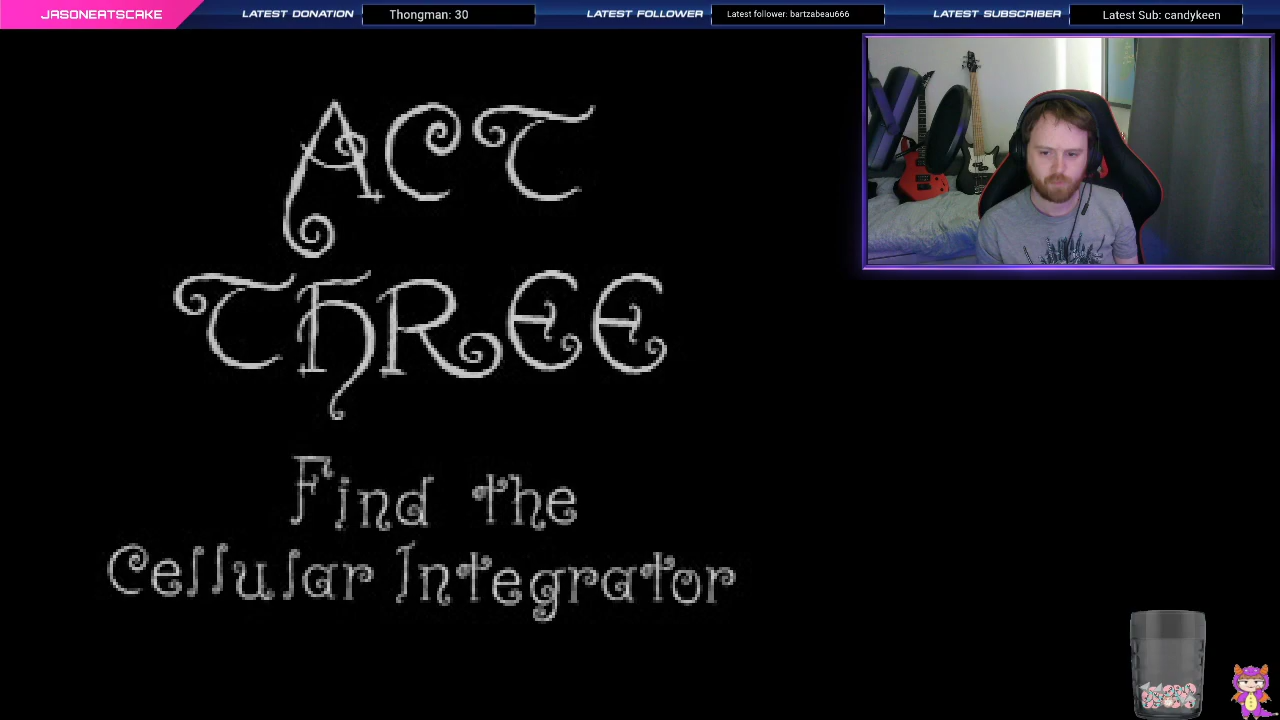 JASONEATSCAKE
LATEST DONATION
Thongman: 30
LATEST FOLLOWER
Latest follower: bartzabeau666
LATEST SUBSCRIBER
Latest Sub: candykeen
ACT
THREE
Find the
Cellular Integrator